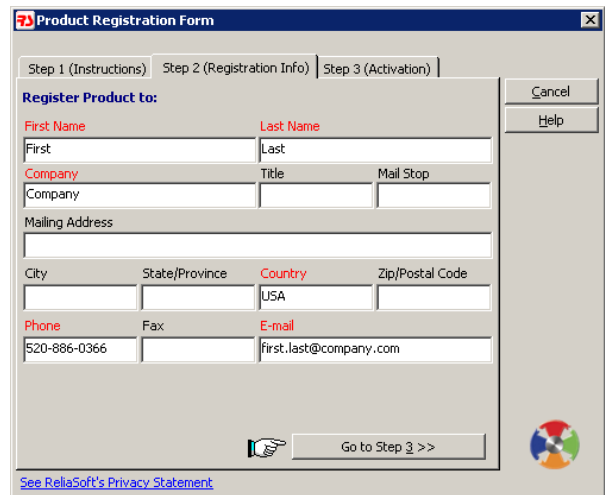 Product Registration Form
Step 1 (Instructions) Step 2 (Registration Info) Step 3 (Activation)
Register Product to:
Cancel
Help
First Name Last Name
First Last
Company Title Mail Stop
Company
Mailing Address
City State/Province Country Zip/Postal Code
USA
Phone Fax E-mail
520-886-0366 first.last@company.com
Go to Step 3 >>
See ReliaSoft's Privacy Statement